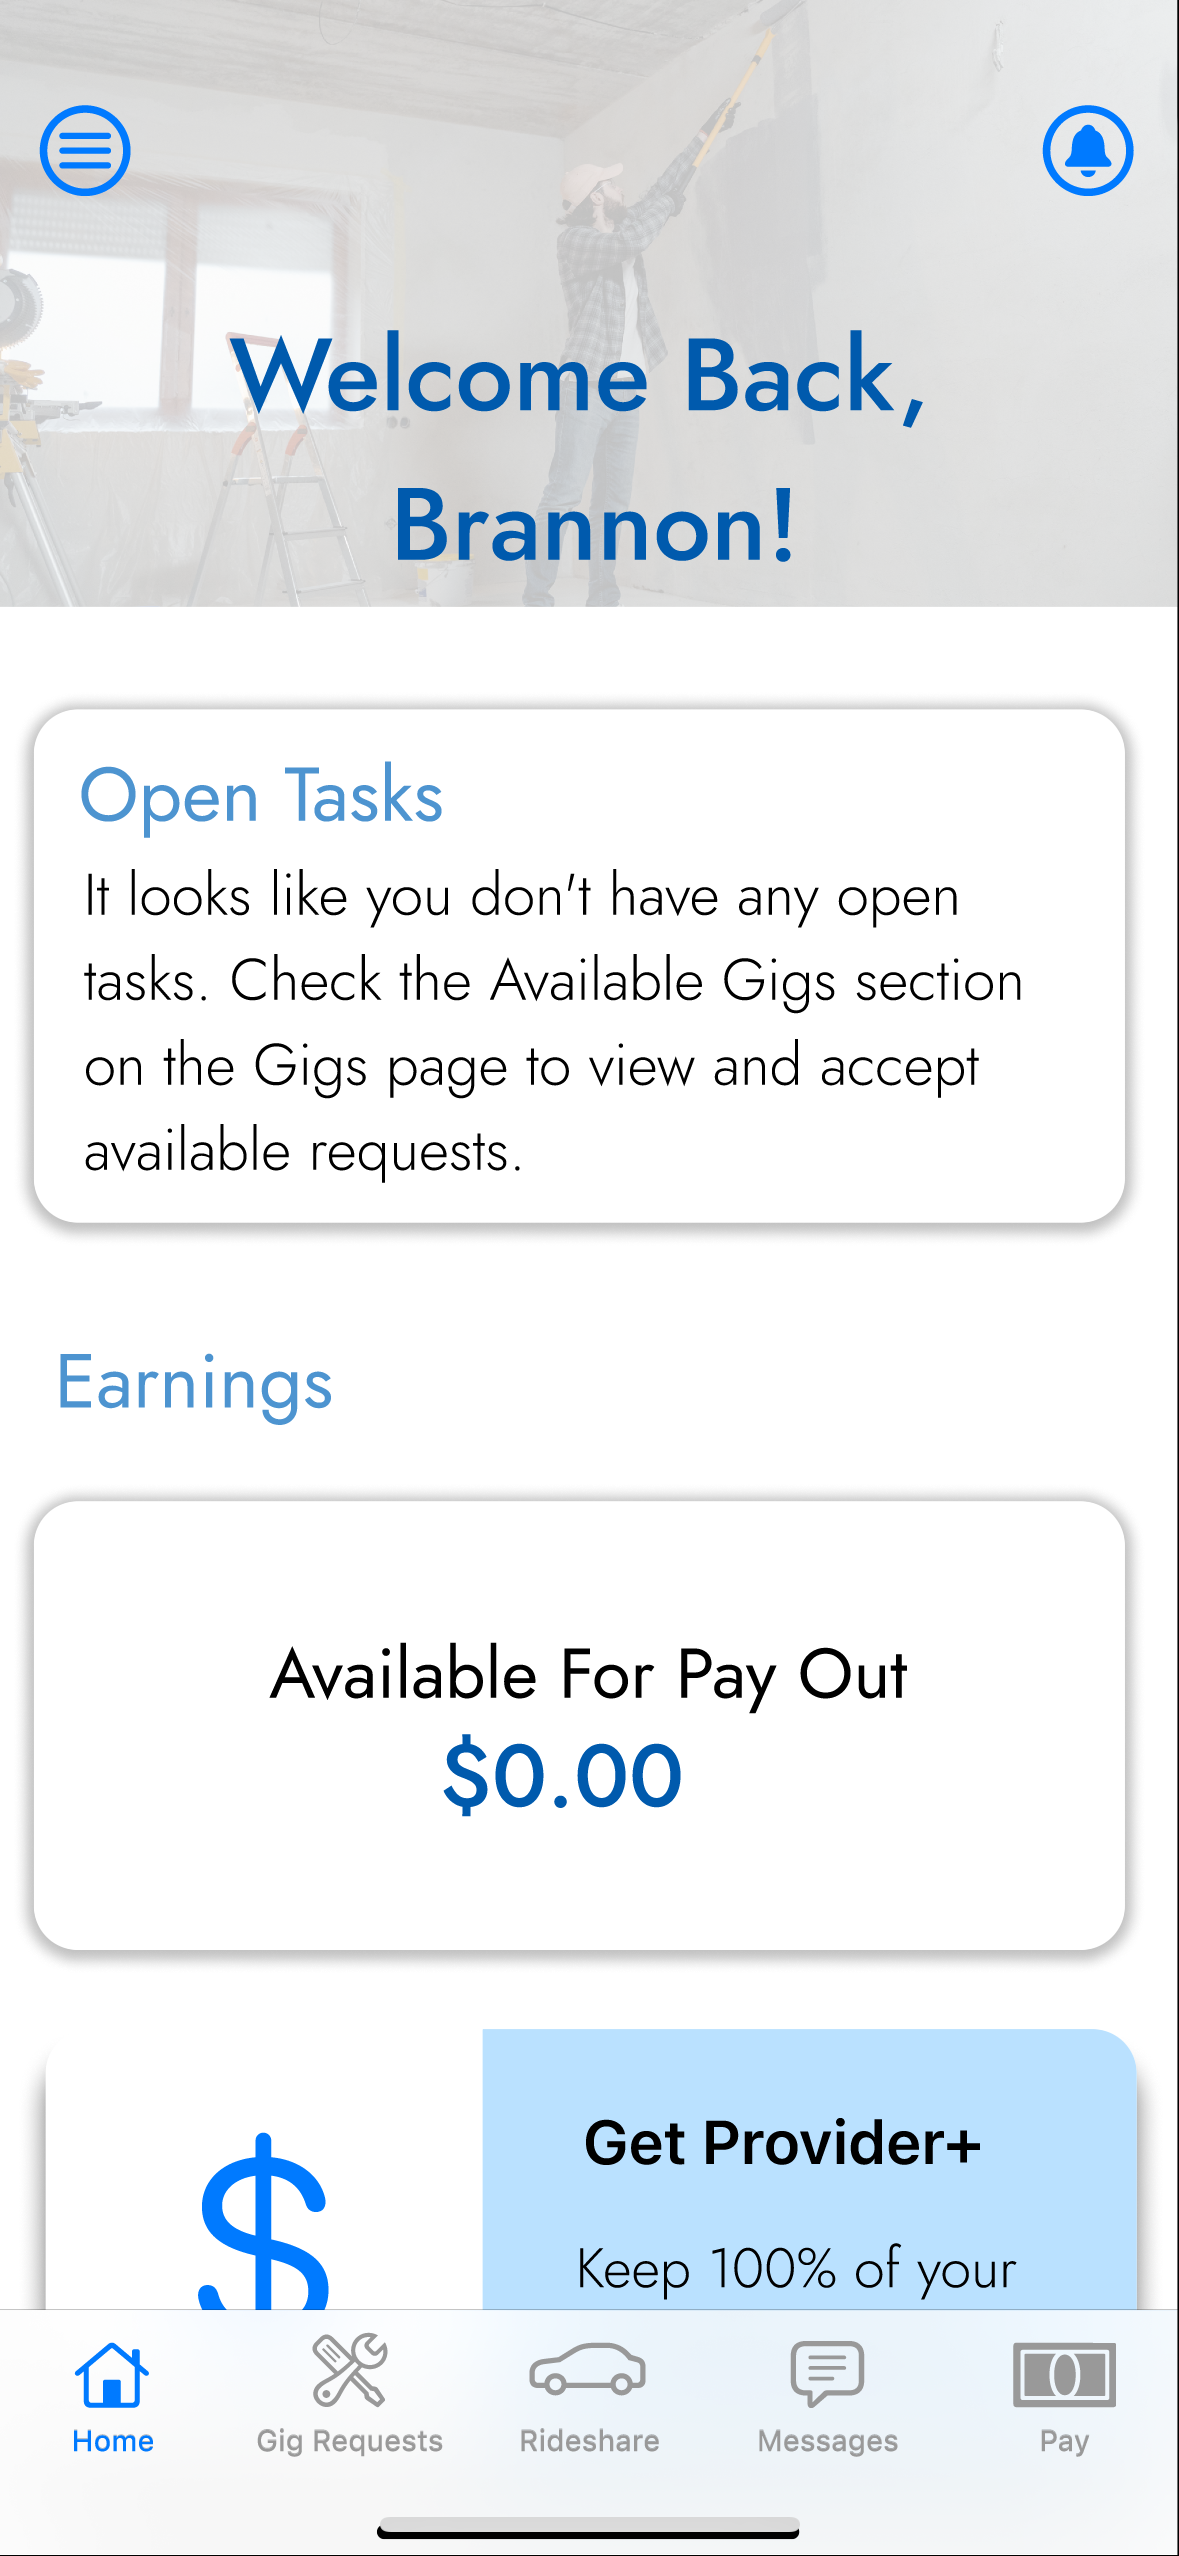 Welcome Back,
Brannon!
Open Tasks
It looks like you don't have any open
tasks. Check the Available Gigs section
on the Gigs page to view and accept
available requests.
Earnings
Available For Pay Out
$0.00
$
Get Provider+
Keep 100% of your
Home
Gig Requests
Rideshare
Messages
Pay